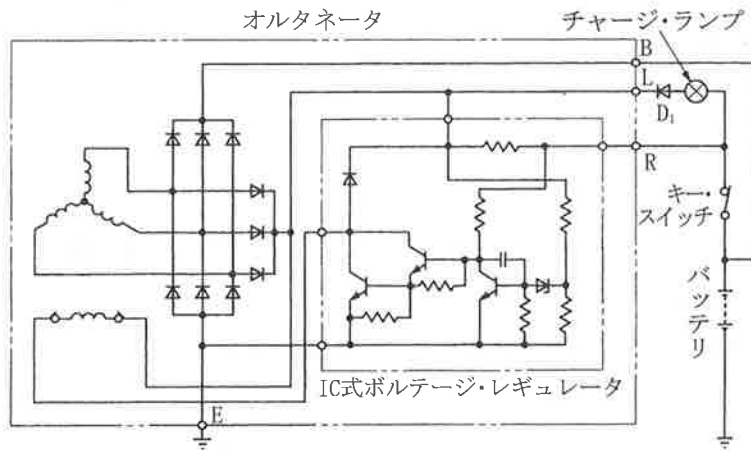 オルタネータ
チャージ・ランプ
B
L
D₁
R
キー・
スイッチ
バッテリ
IC式ボルテージ・レギュレータ
E